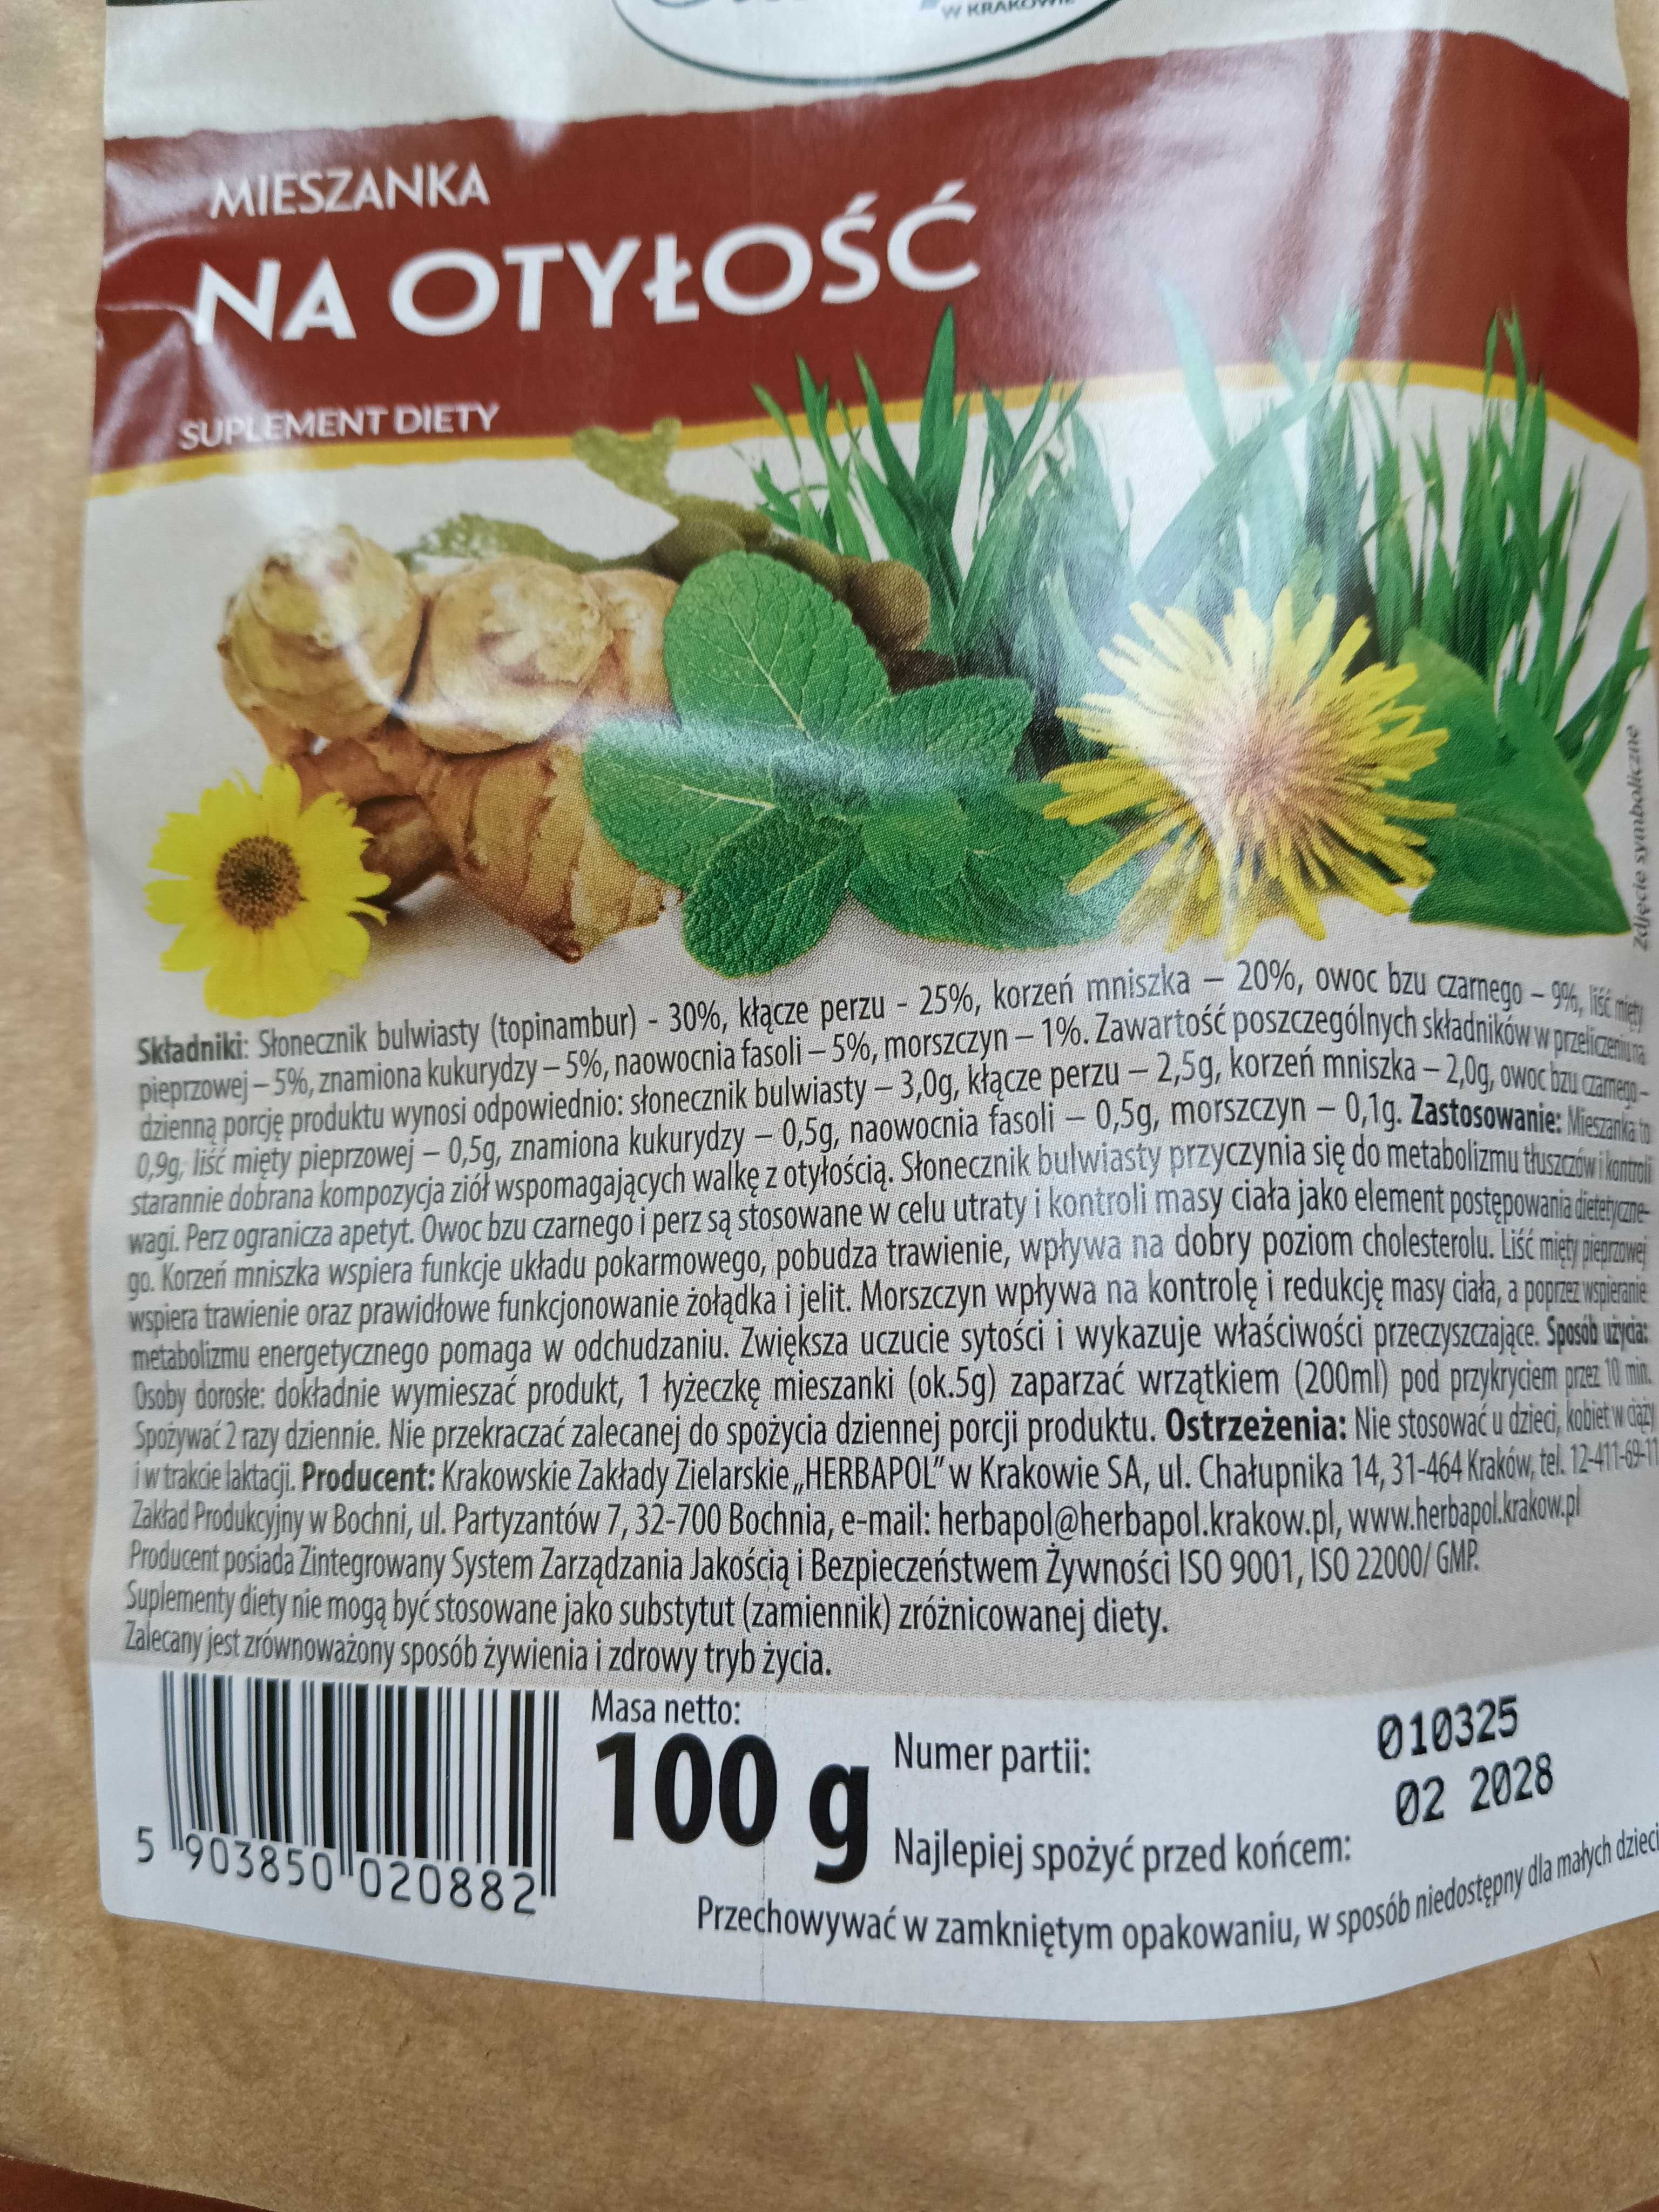 W KRAKOWIE
MIESZANKA
NA OTYŁOŚĆ
SUPLEMENT DIETY
Zdjęcie symboliczne
Składniki: Słonecznik bulwiasty (topinambur) - 30%, kłącze perzu - 25%, korzeń mniszka – 20%, owoc bzu czarnego – 9%, liść mięty
pieprzowej – 5%, znamiona kukurydzy – 5%, naowocnia fasoli – 5%, morszczyn – 1%. Zawartość poszczególnych składników w przeliczeniu na
dzienną porcję produktu wynosi odpowiednio: słonecznik bulwiasty – 3,0g, kłącze perzu – 2,5g, korzeń mniszka – 2,0g, owoc bzu czarnego –
0,9g, liść mięty pieprzowej – 0,5g, znamiona kukurydzy – 0,5g, naowocnia fasoli – 0,5g, morszczyn – 0,1g. Zastosowanie: Mieszanka to
starannie dobrana kompozycja ziół wspomagających walkę z otyłością. Słonecznik bulwiasty przyczynia się do metabolizmu tłuszczów i kontroli
wagi. Perz ogranicza apetyt. Owoc bzu czarnego i perz są stosowane w celu utraty i kontroli masy ciała jako element postępowania dietetyczne-
go. Korzeń mniszka wspiera funkcje układu pokarmowego, pobudza trawienie, wpływa na dobry poziom cholesterolu. Liść mięty pieprzowej
wspiera trawienie oraz prawidłowe funkcjonowanie żołądka i jelit. Morszczyn wpływa na kontrolę i redukcję masy ciała, a poprzez wspieranie
metabolizmu energetycznego pomaga w odchudzaniu. Zwiększa uczucie sytości i wykazuje właściwości przeczyszczające. Sposób użycia:
Osoby dorosłe: dokładnie wymieszać produkt, 1 łyżeczkę mieszanki (ok.5g) zaparzać wrzątkiem (200ml) pod przykryciem przez 10 min.
Spożywać 2 razy dziennie. Nie przekraczać zalecanej do spożycia dziennej porcji produktu. Ostrzeżenia: Nie stosować u dzieci, kobiet w ciąży
i w trakcie laktacji. Producent: Krakowskie Zakłady Zielarskie „HERBAPOL” w Krakowie SA, ul. Chałupnika 14, 31-464 Kraków, tel. 12-411-69-11
Zakład Produkcyjny w Bochni, ul. Partyzantów 7, 32-700 Bochnia, e-mail: herbapol@herbapol.krakow.pl, www.herbapol.krakow.pl
Producent posiada Zintegrowany System Zarządzania Jakością i Bezpieczeństwem Żywności ISO 9001, ISO 22000/ GMP.
Suplementy diety nie mogą być stosowane jako substytut (zamiennik) zróżnicowanej diety.
Zalecany jest zrównoważony sposób żywienia i zdrowy tryb życia.
Masa netto:
100 g
Numer partii:
010325
02 2028
Najlepiej spożyć przed końcem:
5 903850 020882
Przechowywać w zamkniętym opakowaniu, w sposób niedostępny dla małych dzieci